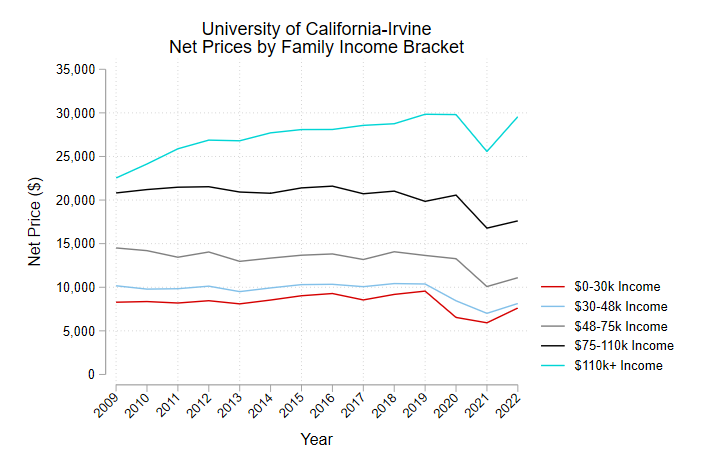 University of California-Irvine
Net Prices by Family Income Bracket
35,000
30,000
25,000
20,000
15,000
10,000
5,000
0
Net Price ($)
2009 2010 2011 2012 2013 2014 2015 2016 2017 2018 2019 2020 2021 2022
Year
$0-30k Income
$30-48k Income
$48-75k Income
$75-110k Income
$110k+ Income